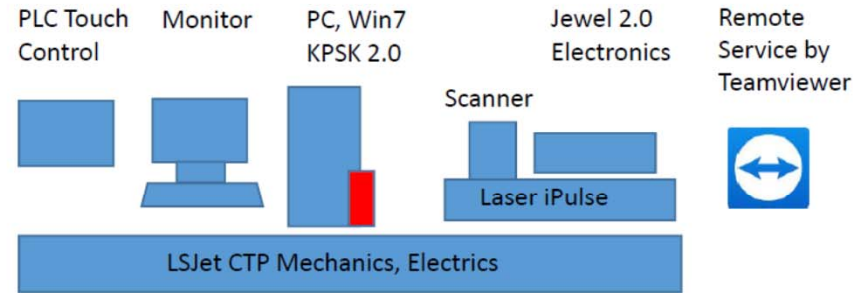 PLC Touch
Control
Monitor
PC, Win7
KPSK 2.0
Jewel 2.0
Electronics
Remote
Service by
Teamviewer
Scanner
Laser iPulse
LSJet CTP Mechanics, Electrics